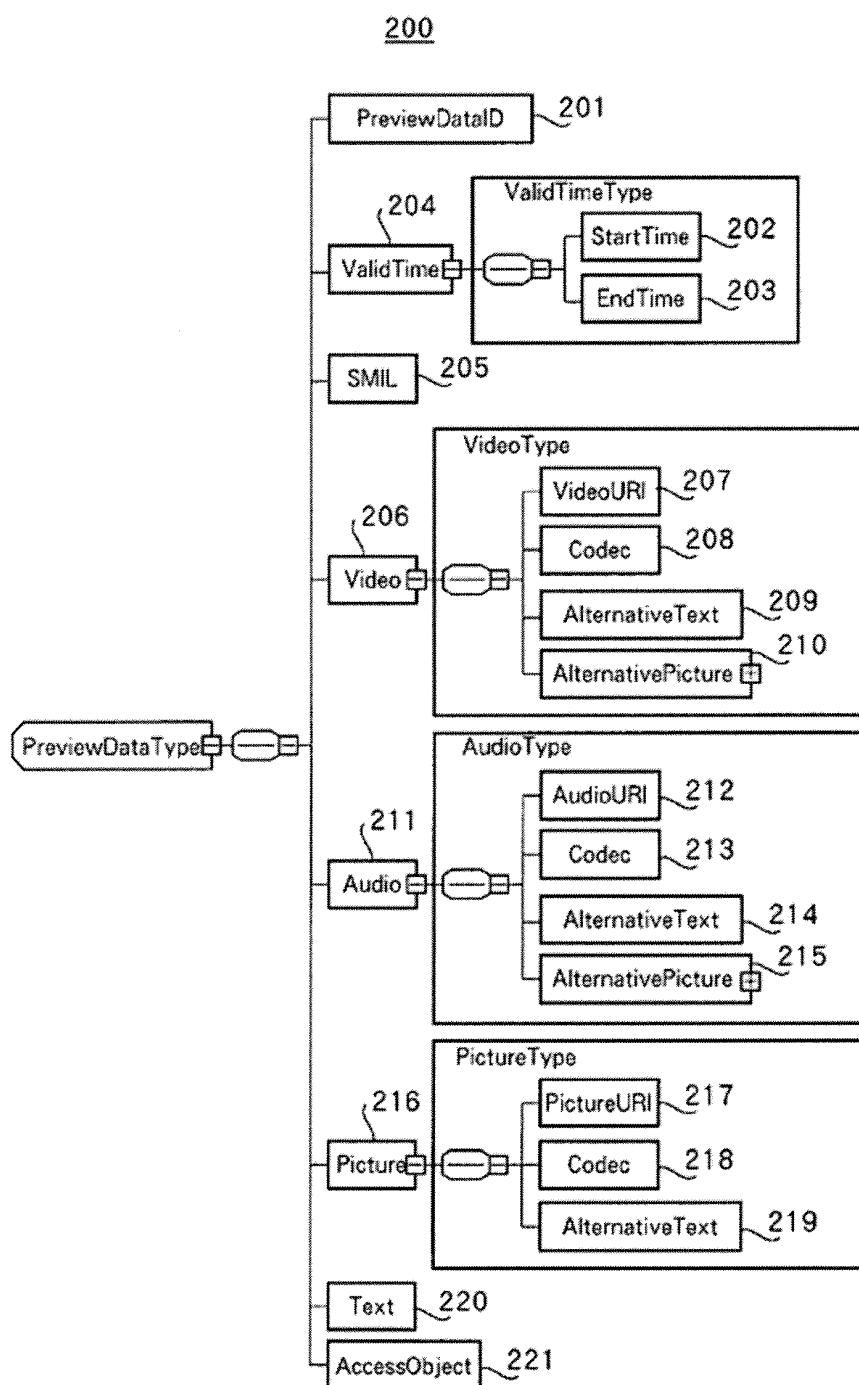 200
PreviewDataID 201
204
ValidTimeType
ValidTime
StartTime 202
EndTime 203
SMIL 205
VideoType
206
Video
VideoURI 207
Codec 208
AlternativeText 209
AlternativePicture 210
PreviewDataType
AudioType
211
Audio
AudioURI 212
Codec 213
AlternativeText 214
AlternativePicture 215
PictureType
216
Picture
PictureURI 217
Codec 218
AlternativeText 219
Text 220
AccessObject 221